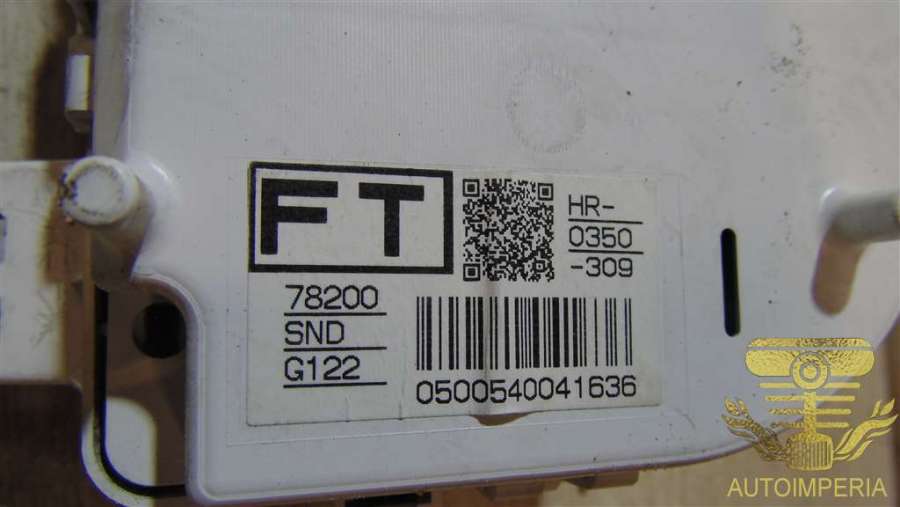 FT
HR-
0350
-309
78200
SND
G122
0500540041636
AUTOIMPERIA